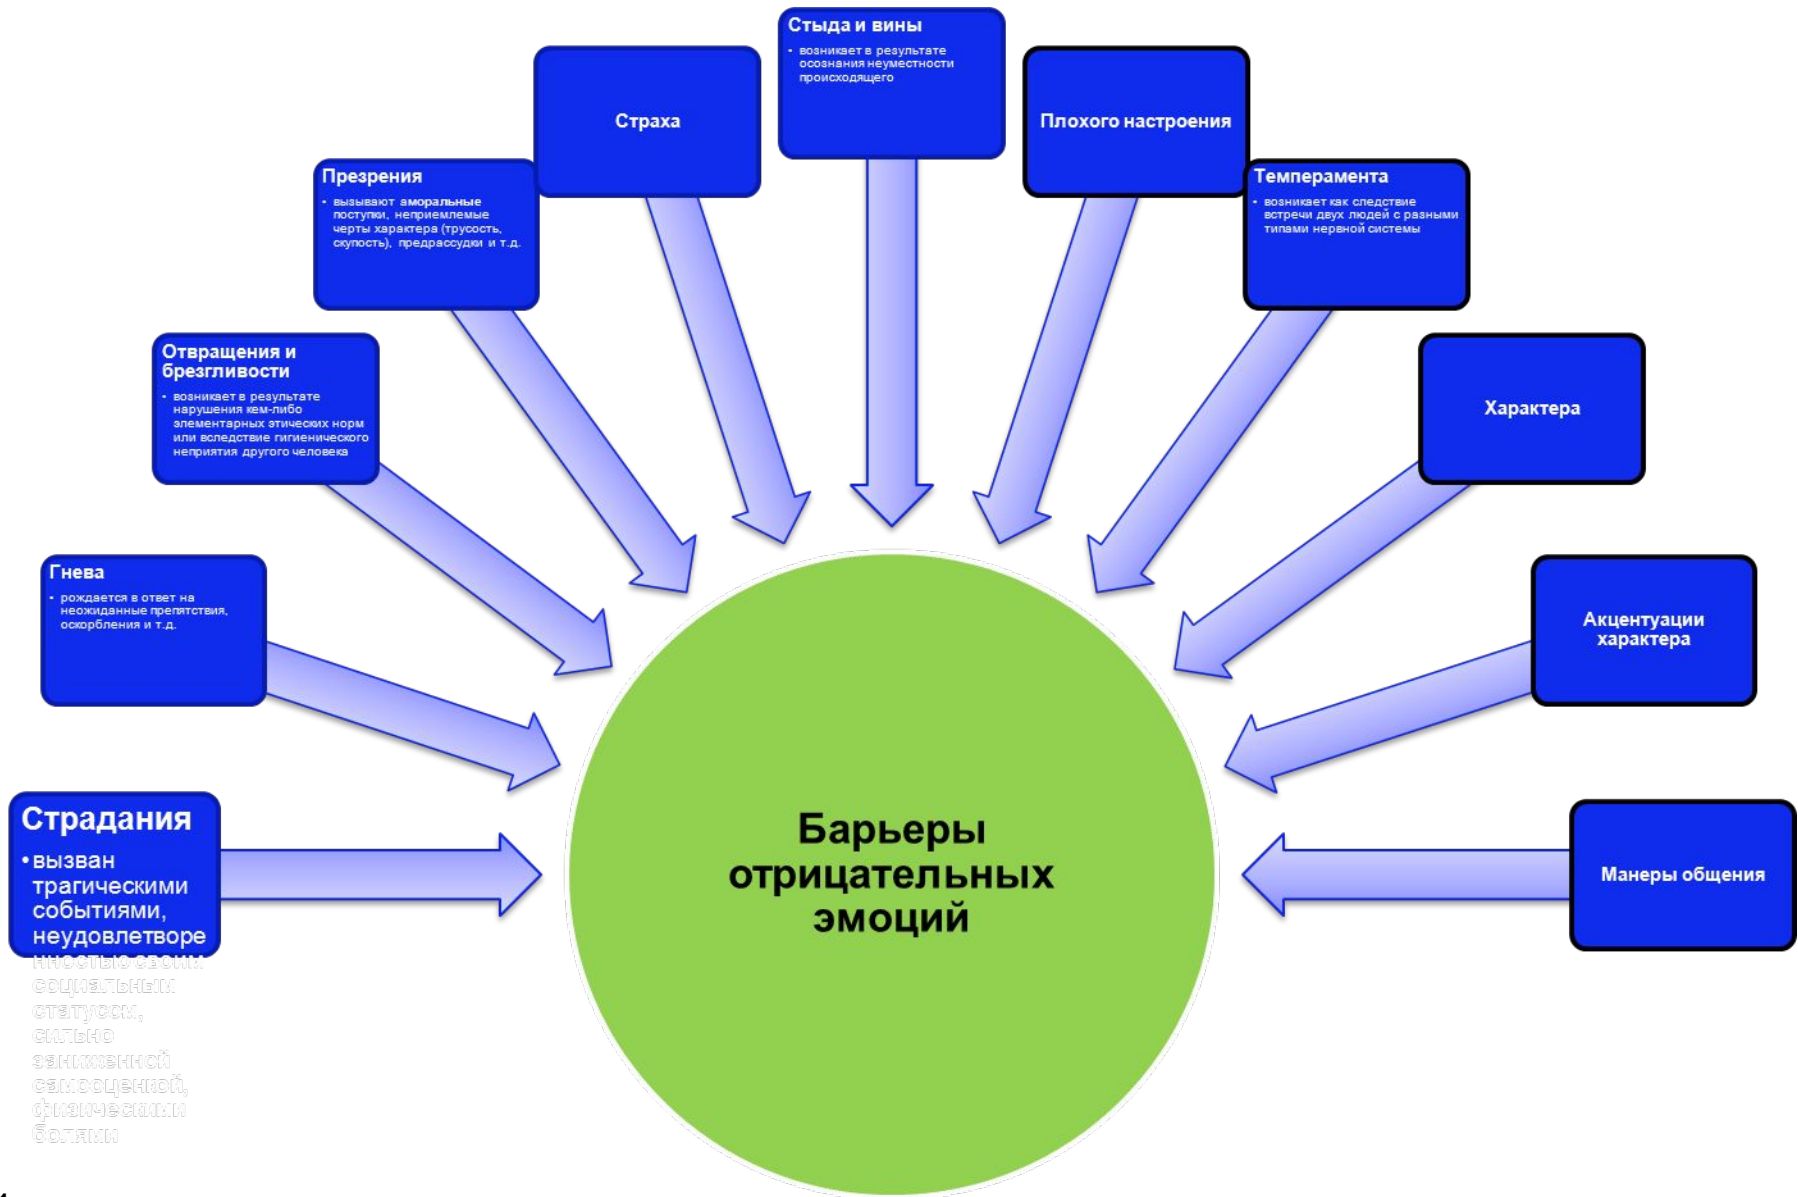 Стыда и вины
• возникает в результате
осознания неуместности
происходящего
Страха
Плохого настроения
Презрения
• вызывают аморальные
поступки, неприемлемые
черты характера (трусость,
скупость), предрассудки и т.д.
Темперамента
• возникает как следствие
встречи двух людей с разными
типами нервной системы
Отвращения и
брезгливости
• возникает в результате
нарушения кем-либо
элементарных этических норм
или вследствие гигиенического
неприятия другого человека
Характера
Гнева
• рождается в ответ на
неожиданные препятствия,
оскорбления и т.д.
Акцентуации
характера
Страдания
• вызван
трагическими
событиями,
неудовлетворе
нностью своим
социальным
статусом,
сильно
заниженной
самооценкой,
физическими
болями
Манеры общения
Барьеры
отрицательных
эмоций